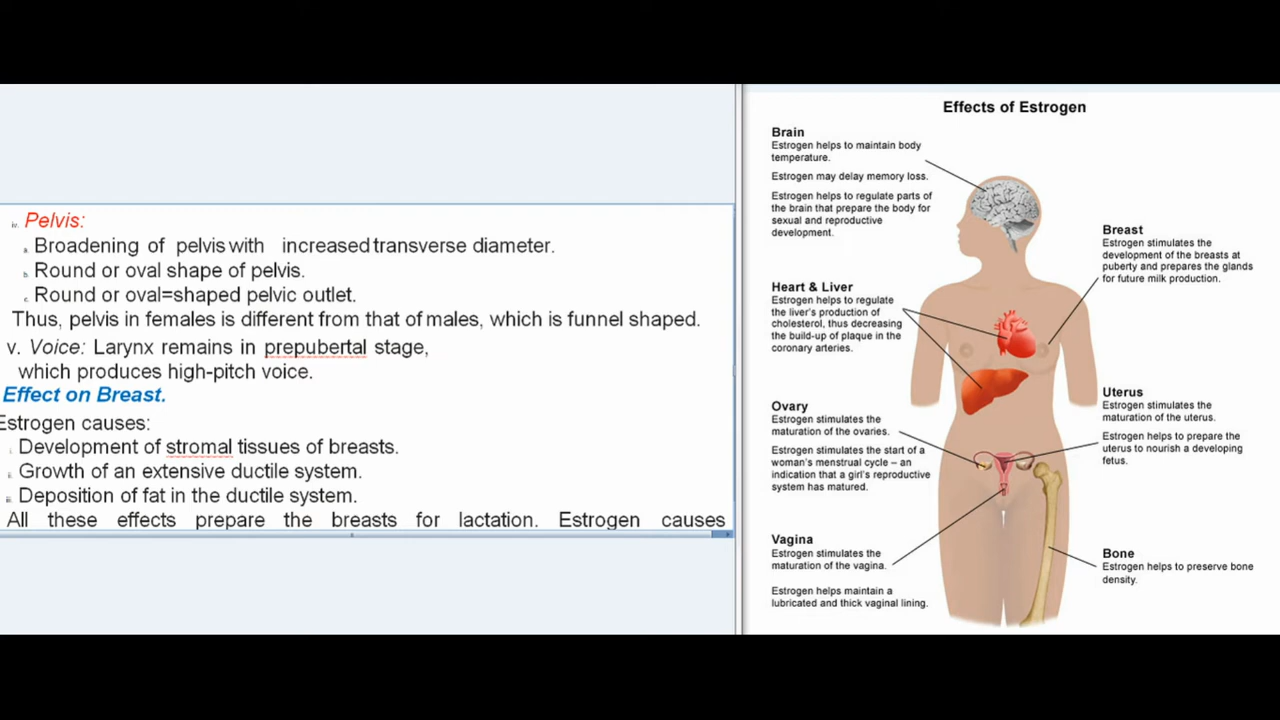 iv. Pelvis:
a. Broadening of pelvis with increased transverse diameter.
b. Round or oval shape of pelvis.
c. Round or oval=shaped pelvic outlet.
Thus, pelvis in females is different from that of males, which is funnel shaped.
v. Voice: Larynx remains in prepubertal stage,
which produces high-pitch voice.
Effect on Breast.
Estrogen causes:
i. Development of stromal tissues of breasts.
ii. Growth of an extensive ductile system.
iii. Deposition of fat in the ductile system.
All these effects prepare the breasts for lactation. Estrogen causes
Effects of Estrogen
Brain
Estrogen helps to maintain body
temperature.
Estrogen may delay memory loss.
Estrogen helps to regulate parts of
the brain that prepare the body for
sexual and reproductive
development.
Heart & Liver
Estrogen helps to regulate
the liver's production of
cholesterol, thus decreasing
the build-up of plaque in the
coronary arteries.
Ovary
Estrogen stimulates the
maturation of the ovaries.
Estrogen stimulates the start of a
woman's menstrual cycle – an
indication that a girl's reproductive
system has matured.
Vagina
Estrogen stimulates the
maturation of the vagina.
Estrogen helps maintain a
lubricated and thick vaginal lining.
Breast
Estrogen stimulates the
development of the breasts at
puberty and prepares the glands
for future milk production.
Uterus
Estrogen stimulates the
maturation of the uterus.
Estrogen helps to prepare the
uterus to nourish a developing
fetus.
Bone
Estrogen helps to preserve bone
density.